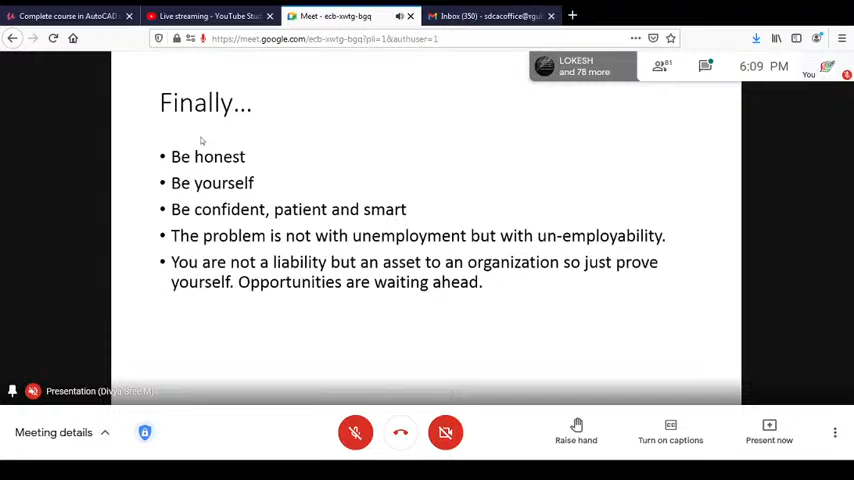 Complete course in AutoCAD
Live streaming - YouTube Stud
Meet - ecb-xwtg-bgq
Inbox (350) - sdcacoffice@rgu
https://meet.google.com/ecb-xwtg-bgq?pli=1&authuser=1
LOKESH
and 78 more
81
6:09 PM
You
Finally...
• Be honest
• Be yourself
• Be confident, patient and smart
• The problem is not with unemployment but with un-employability.
• You are not a liability but an asset to an organization so just prove
yourself. Opportunities are waiting ahead.
Presentation (Divya Sree M)
Meeting details
Raise hand
Turn on captions
Present now